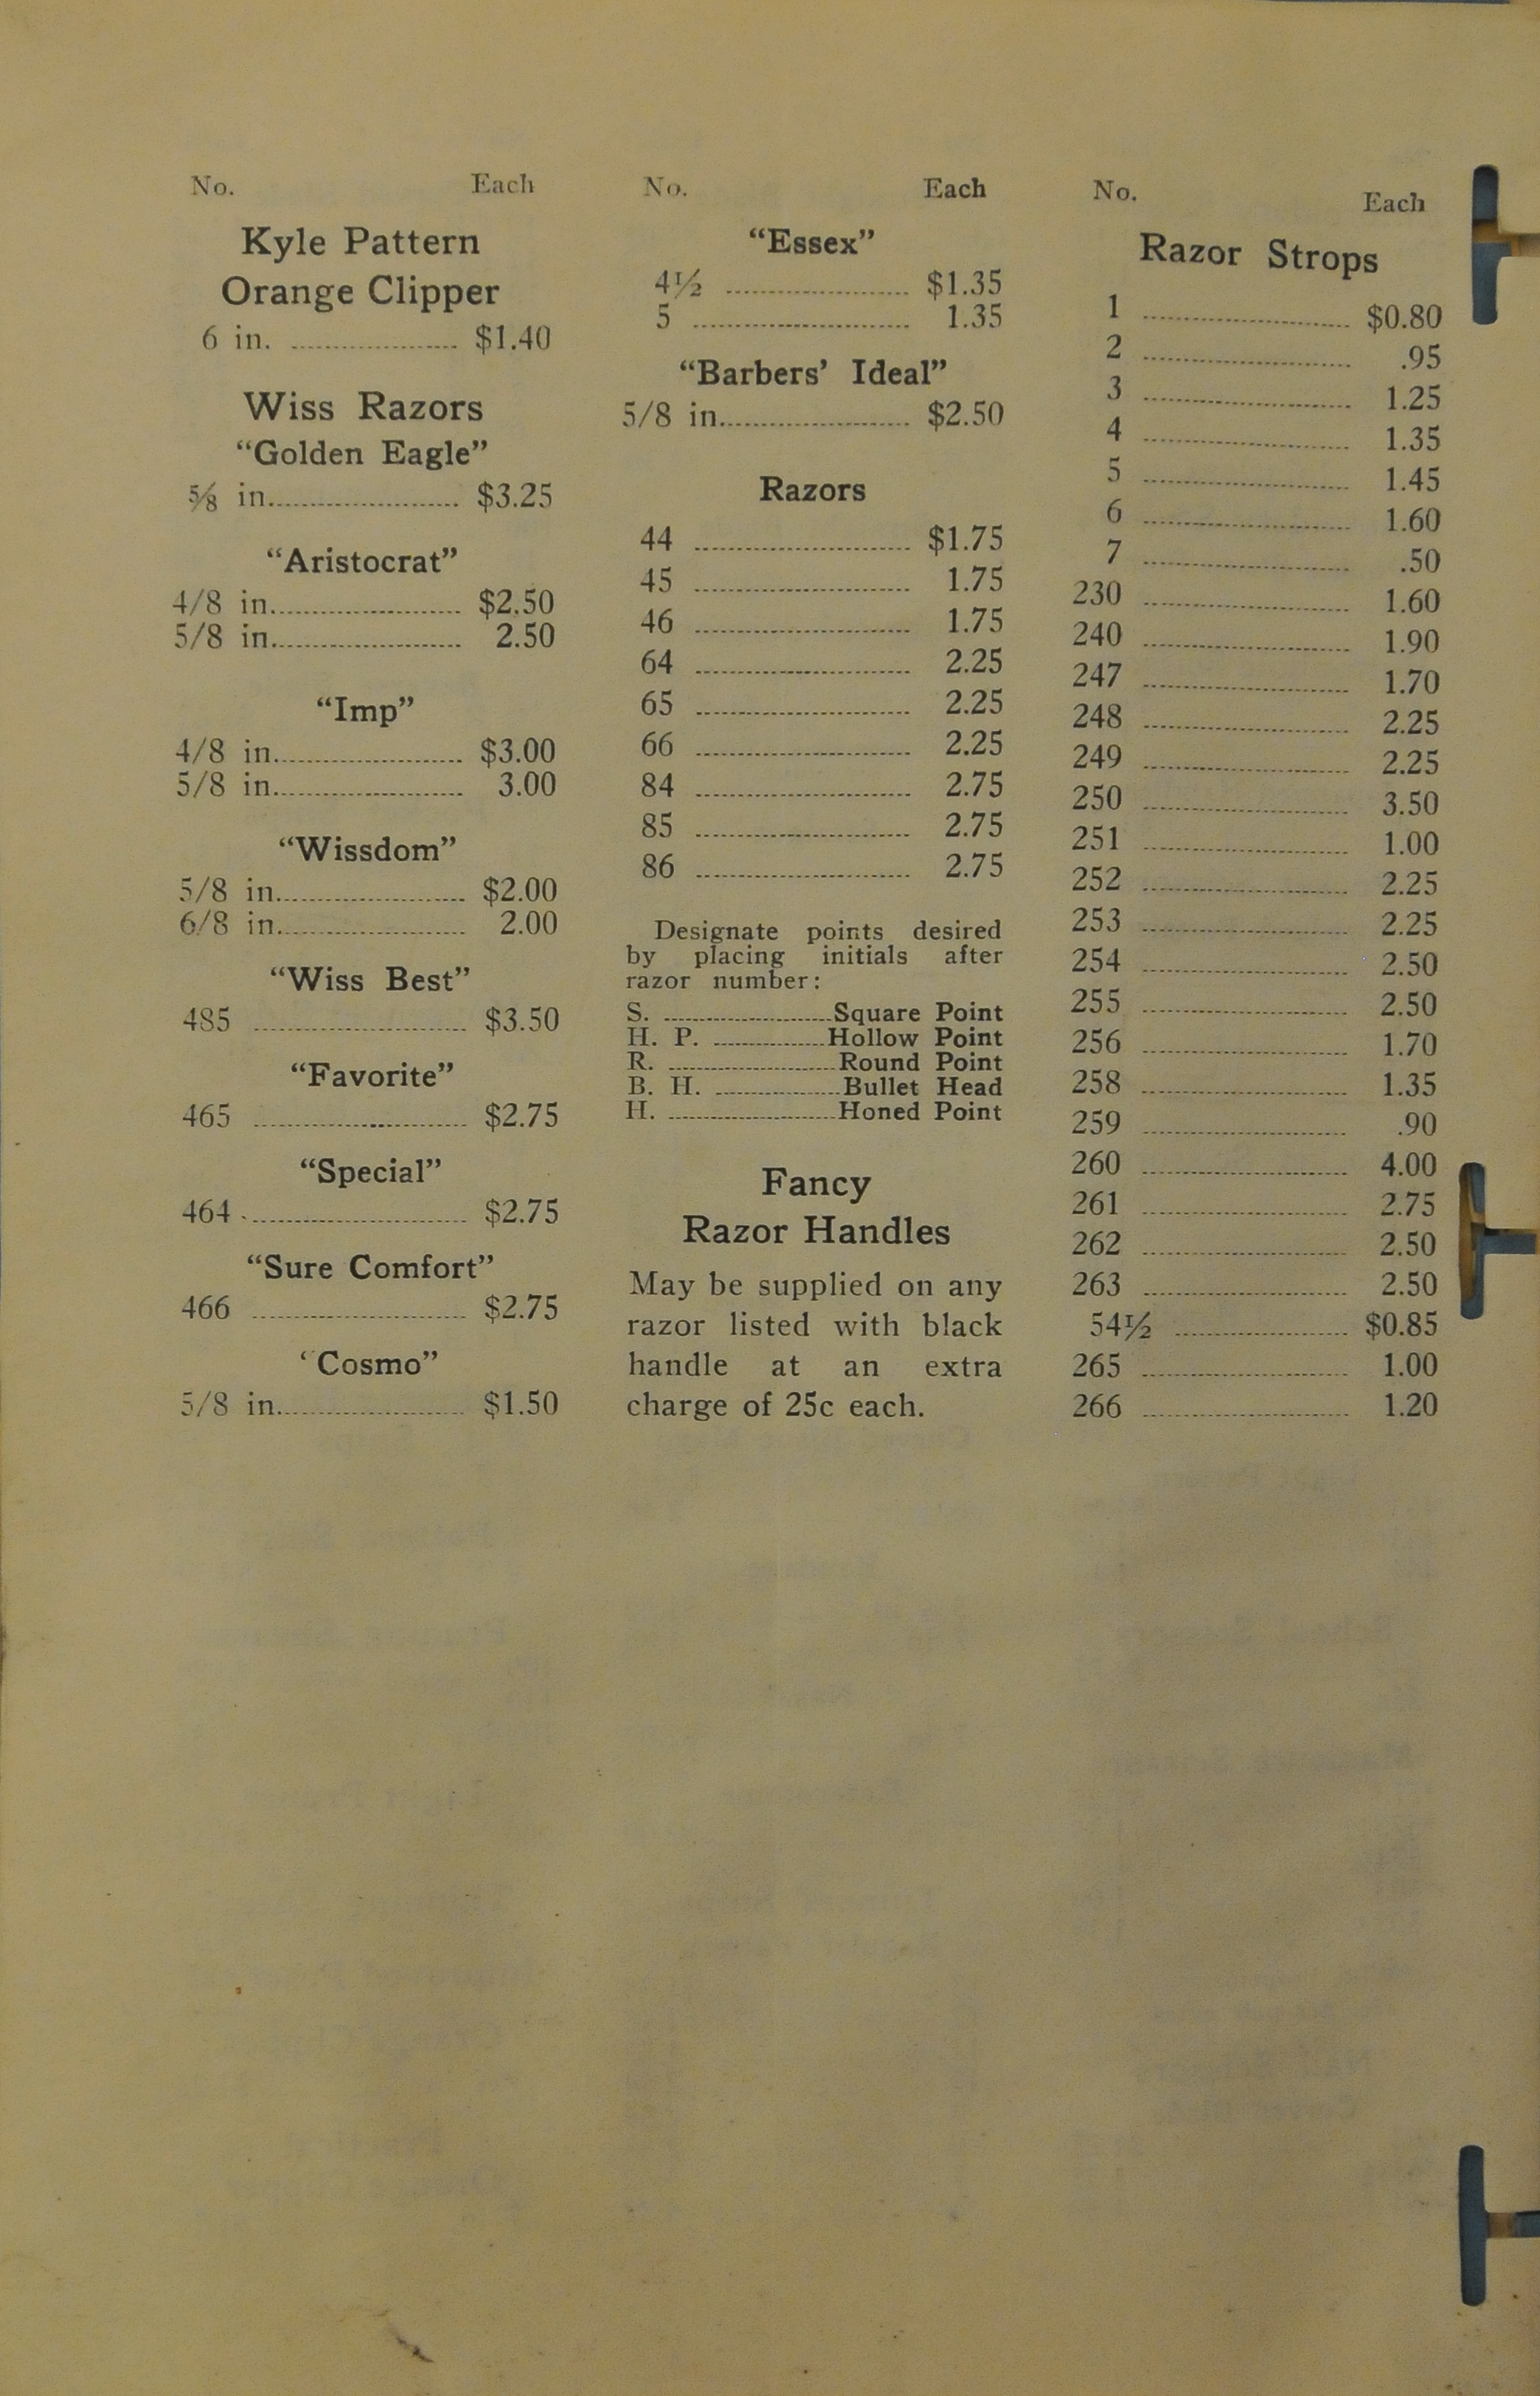 No. Each
Kyle Pattern
Orange Clipper
6 in. .................... $1.40
Wiss Razors
“Golden Eagle”
⅝ in....................... $3.25
“Aristocrat”
4/8 in....................... $2.50
5/8 in....................... 2.50
“Imp”
4/8 in....................... $3.00
5/8 in....................... 3.00
“Wissdom”
5/8 in....................... $2.00
6/8 in....................... 2.00
“Wiss Best”
485 .......................... $3.50
“Favorite”
465 .......................... $2.75
“Special”
464 .......................... $2.75
“Sure Comfort”
466 .......................... $2.75
“Cosmo”
5/8 in....................... $1.50
No. Each
“Essex”
4½ ...................... $1.35
5 .......................... 1.35
“Barbers’ Ideal”
5/8 in....................... $2.50
Razors
44 .......................... $1.75
45 .......................... 1.75
46 .......................... 1.75
64 .......................... 2.25
65 .......................... 2.25
66 .......................... 2.25
84 .......................... 2.75
85 .......................... 2.75
86 .......................... 2.75
Designate points desired
by placing initials after
razor number:
S. ........................Square Point
H. P. ................Hollow Point
R. ........................Round Point
B. H. ..................Bullet Head
H. ........................Honed Point
Fancy
Razor Handles
May be supplied on any
razor listed with black
handle at an extra
charge of 25c each.
No. Each
Razor Strops
1 .......................... $0.80
2 .......................... .95
3 .......................... 1.25
4 .......................... 1.35
5 .......................... 1.45
6 .......................... 1.60
7 .......................... .50
230 .......................... 1.60
240 .......................... 1.90
247 .......................... 1.70
248 .......................... 2.25
249 .......................... 2.25
250 .......................... 3.50
251 .......................... 1.00
252 .......................... 2.25
253 .......................... 2.25
254 .......................... 2.50
255 .......................... 2.50
256 .......................... 1.70
258 .......................... 1.35
259 .......................... .90
260 .......................... 4.00
261 .......................... 2.75
262 .......................... 2.50
263 .......................... 2.50
54½ ...................... $0.85
265 .......................... 1.00
266 .......................... 1.20